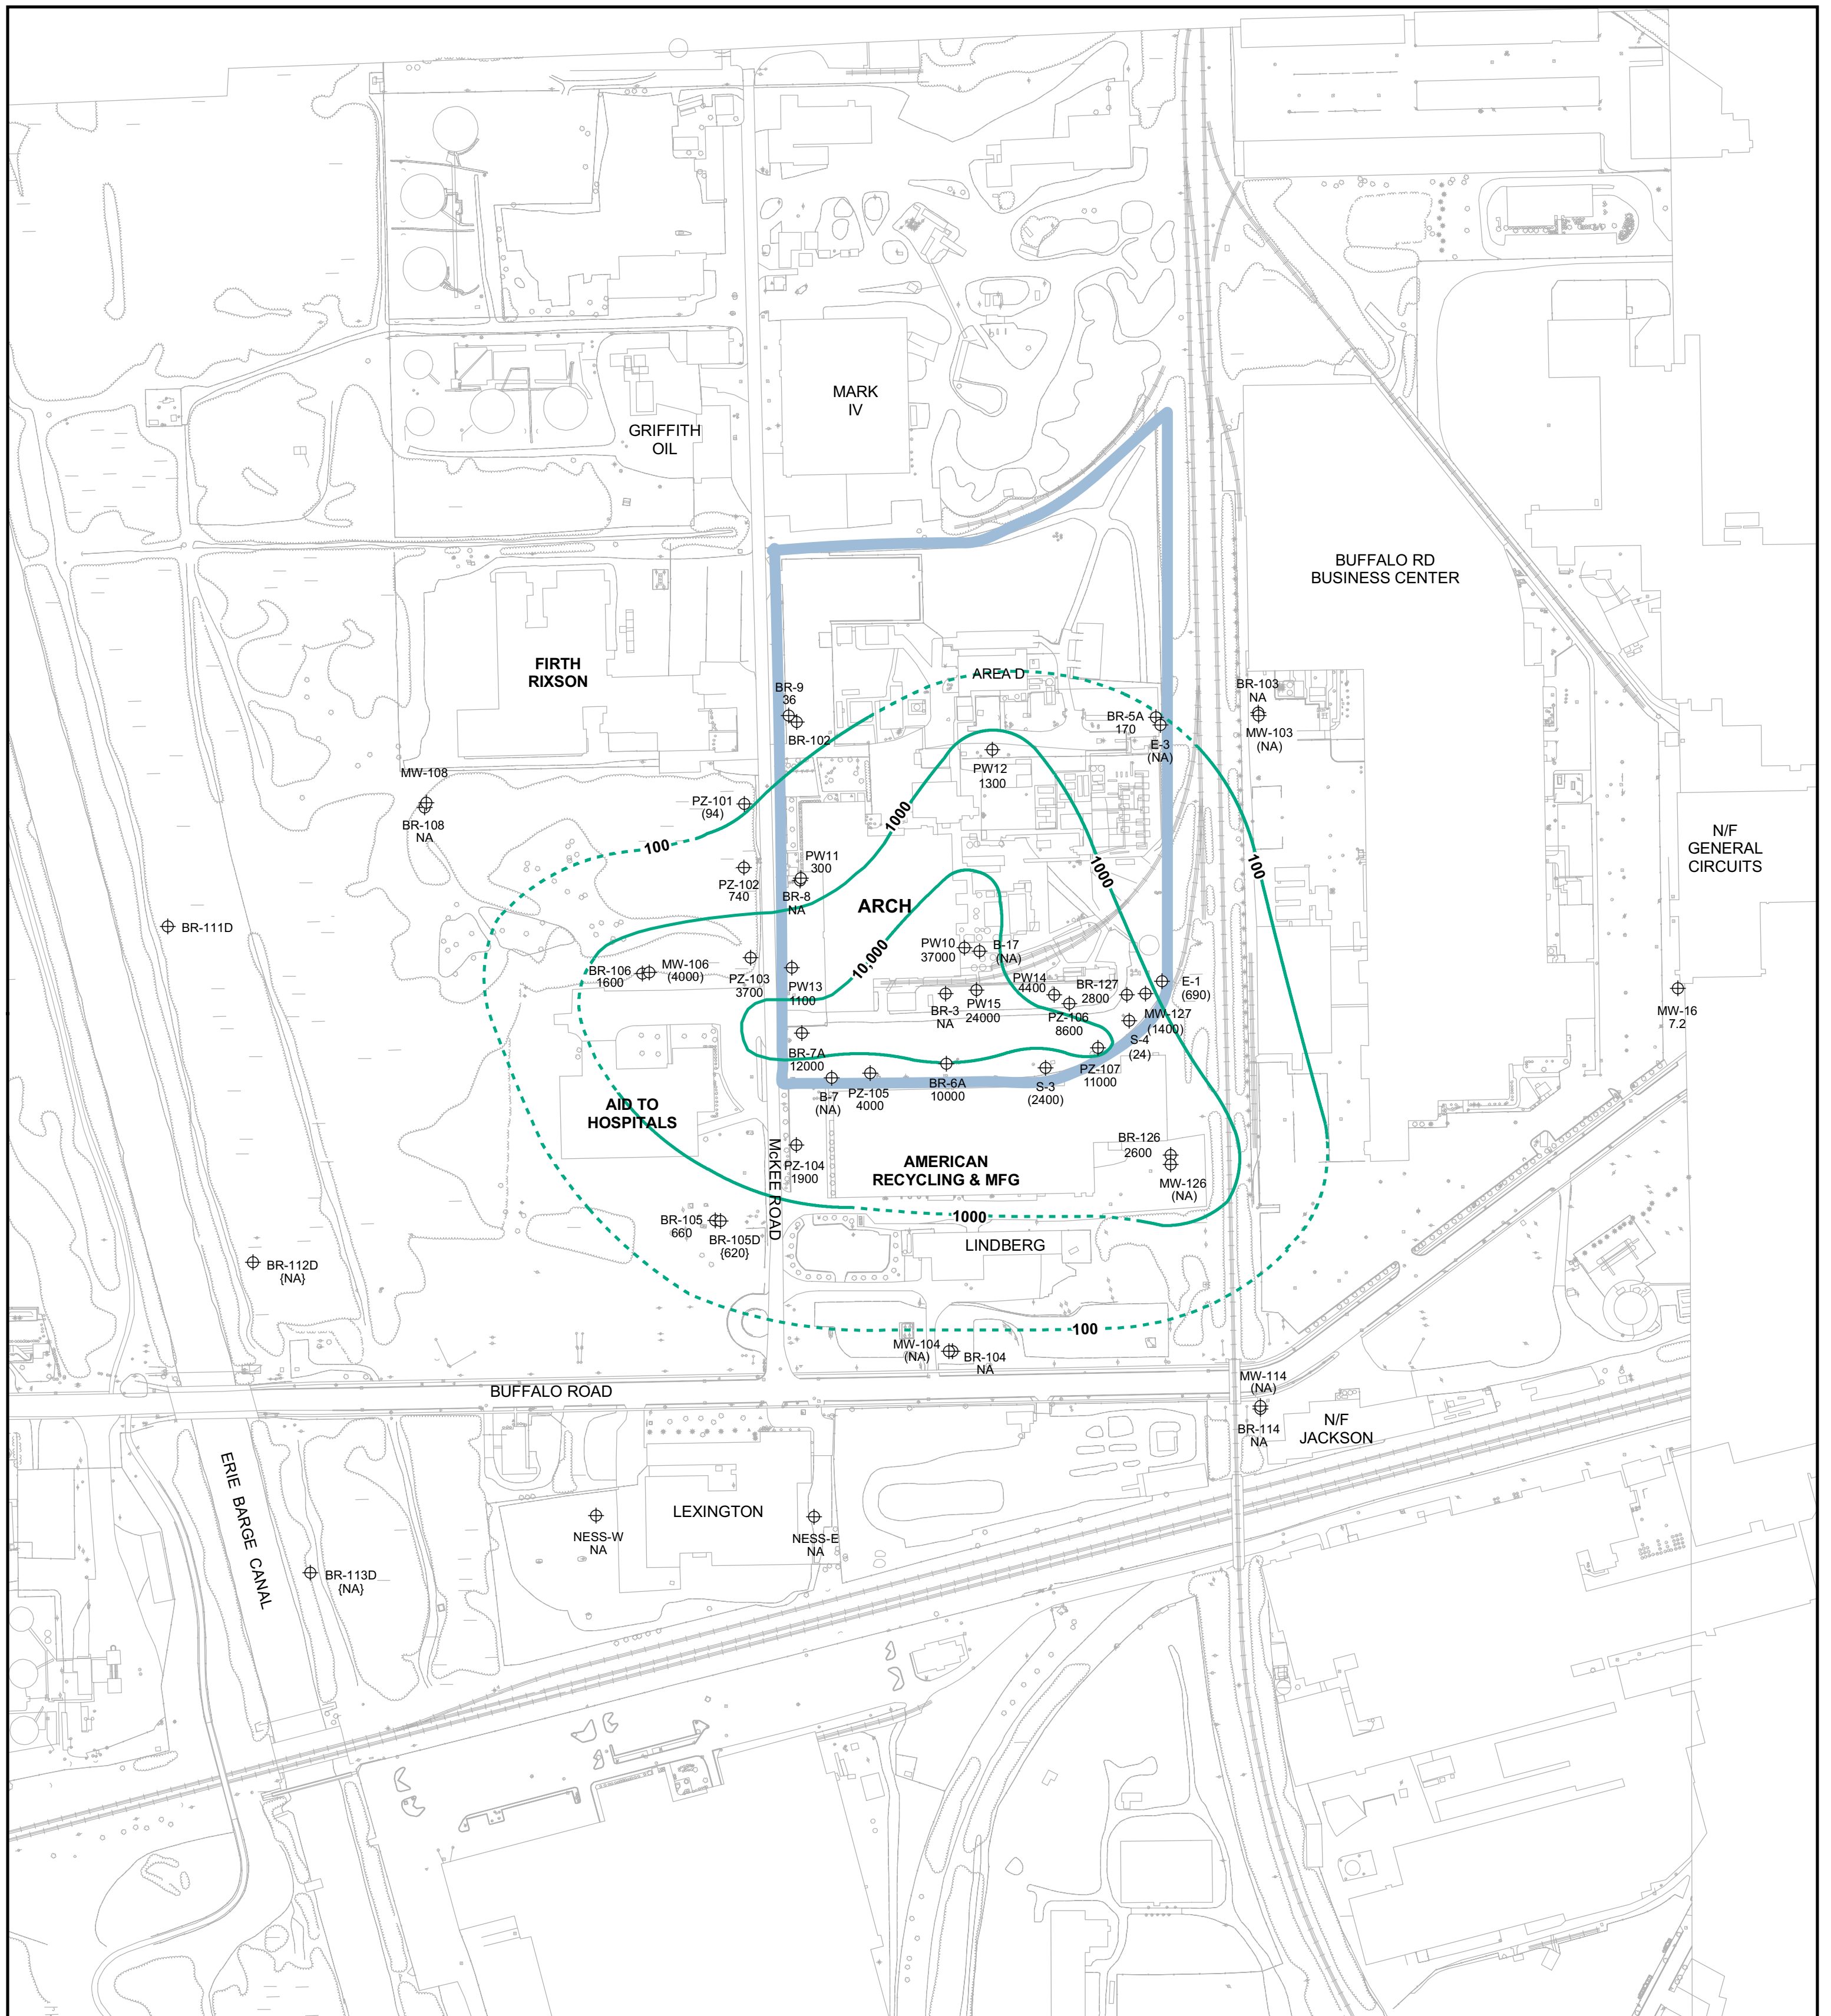 MARK
IV
GRIFFITH
OIL
BUFFALO RD
BUSINESS CENTER
FIRTH
RIXSON
AREA D
BR-9
36
BR-102
BR-5A
170
E-3
(NA)
BR-103
NA
MW-103
(NA)
PW12
1300
MW-108
BR-108
NA
PZ-101
(94)
1000
100
PW11
300
BR-8
NA
PZ-102
740
1000
100
N/F
GENERAL
CIRCUITS
ARCH
BR-111D
10,000
PW10
37000
B-17
(NA)
BR-106
1600
MW-106
(4000)
PZ-103
3700
PW13
1100
PW14
4400
BR-127
2800
E-1
(690)
BR-3
NA
PW15
24000
PZ-106
8600
MW-127
(1400)
MW-16
7.2
S-4
(24)
BR-7A
12000
PZ-107
11000
B-7
(NA)
PZ-105
4000
BR-6A
10000
S-3
(2400)
AID TO
HOSPITALS
McKEE ROAD
PZ-104
1900
AMERICAN
RECYCLING & MFG
BR-126
2600
MW-126
(NA)
1000
BR-105
660
BR-105D
{620}
LINDBERG
BR-112D
{NA}
100
MW-104
(NA)
BR-104
NA
BUFFALO ROAD
MW-114
(NA)
BR-114
NA
N/F
JACKSON
ERIE BARGE CANAL
LEXINGTON
NESS-W
NA
NESS-E
NA
BR-113D
{NA}